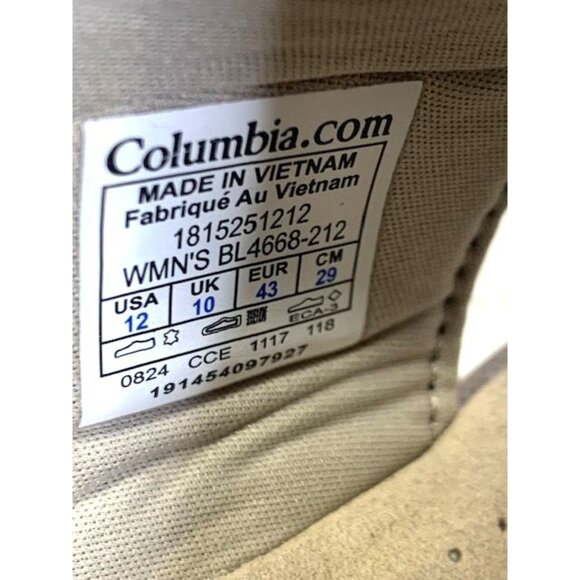 Columbia.com
MADE IN VIETNAM
Fabriqué Au Vietnam
1815251212
WMN'S BL4668-212
USA UK EUR CM
12 10 43 29
ECA-3
0824 CCE 1117 118
191454097927